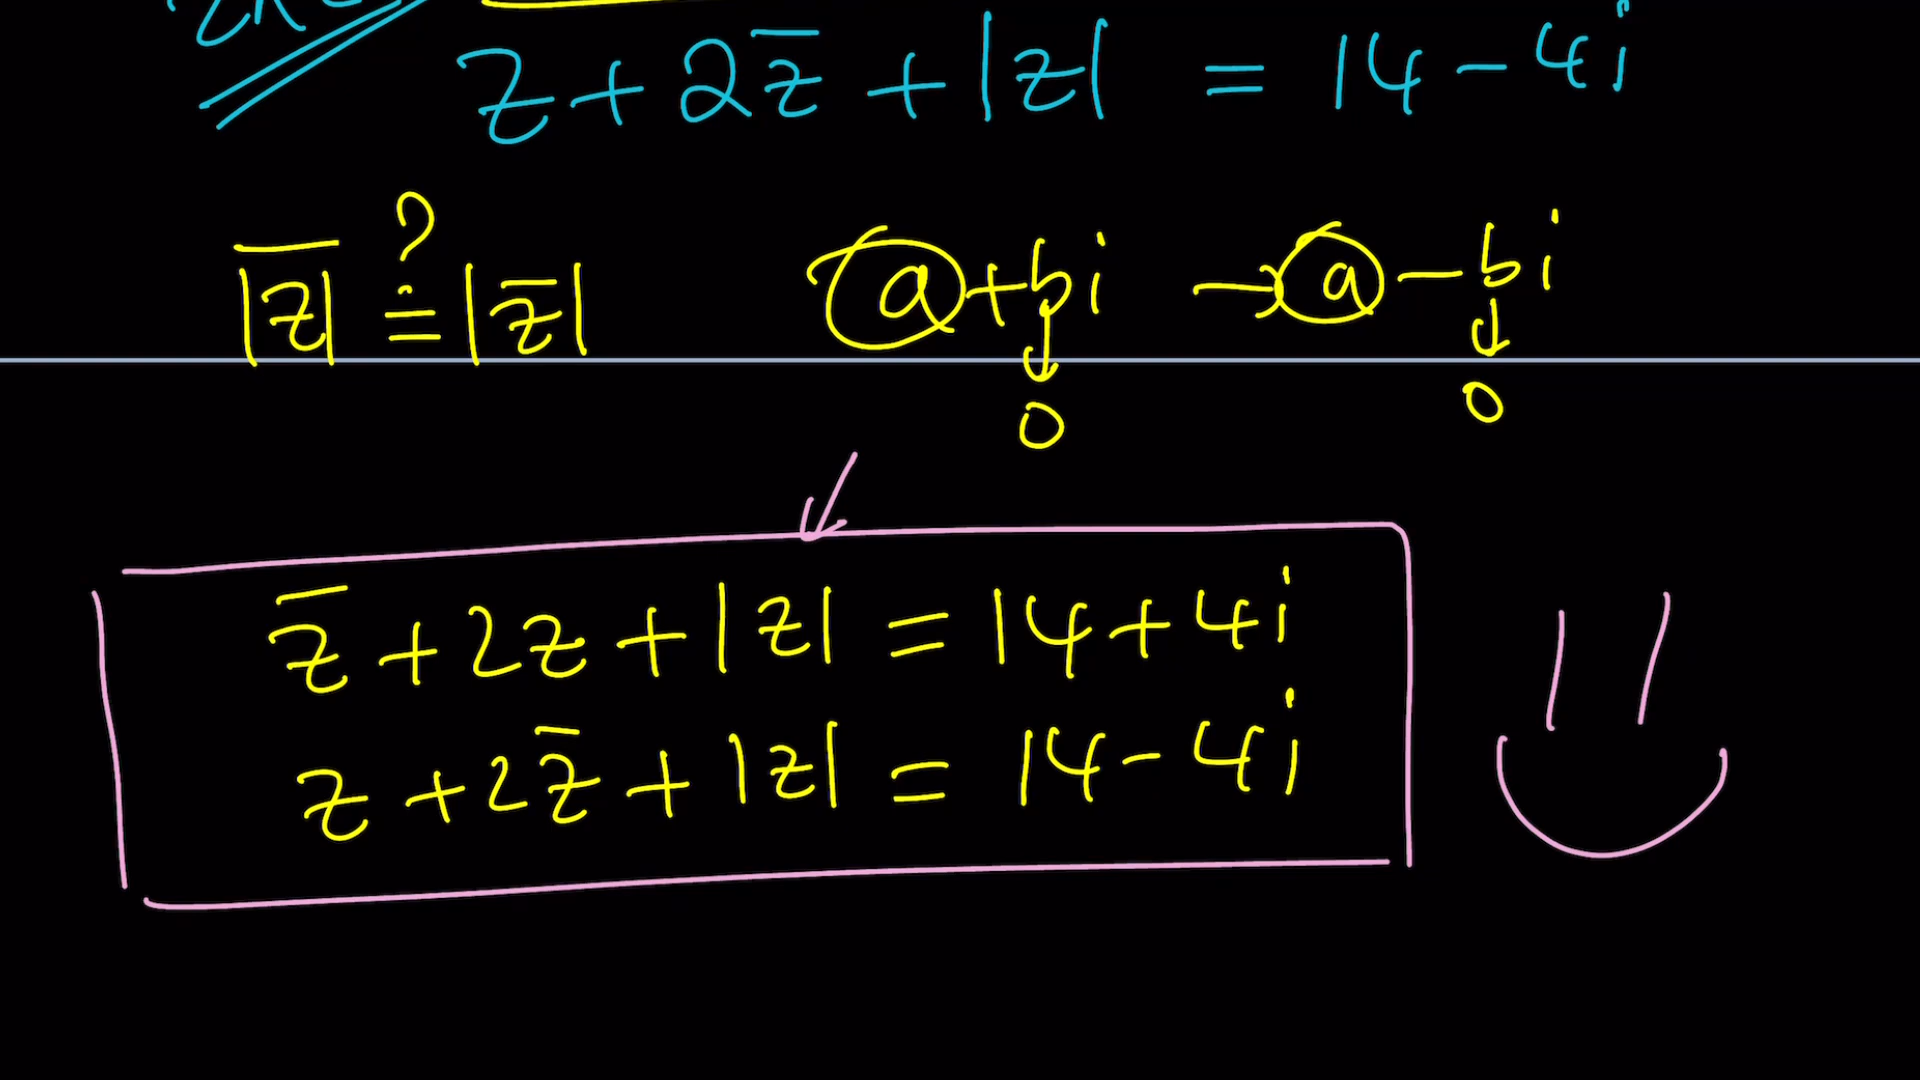 z + 2z̅ + |z| = 14 - 4i
?
|z|̅ = |z̅| a + bi → a - bi
0 0
z̅ + 2z + |z| = 14 + 4i
z + 2z̅ + |z| = 14 - 4i